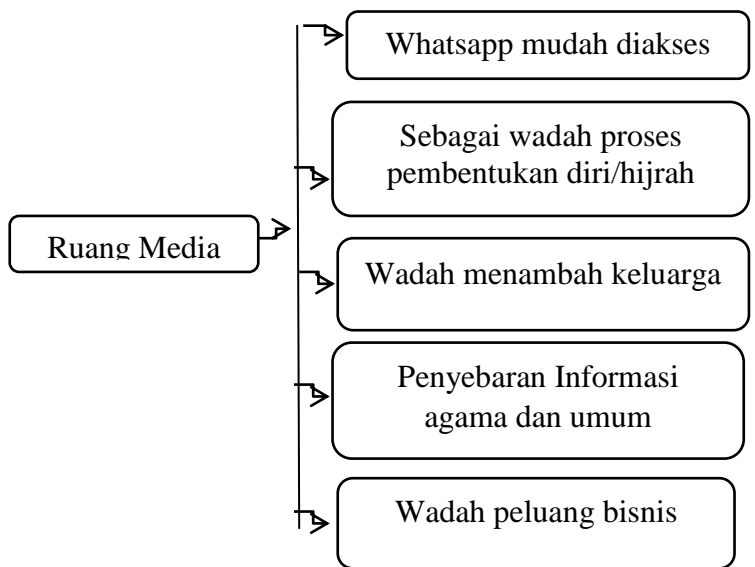 Whatsapp mudah diakses
Sebagai wadah proses
pembentukan diri/hijrah
Ruang Media
Wadah menambah keluarga
Penyebaran Informasi
agama dan umum
Wadah peluang bisnis